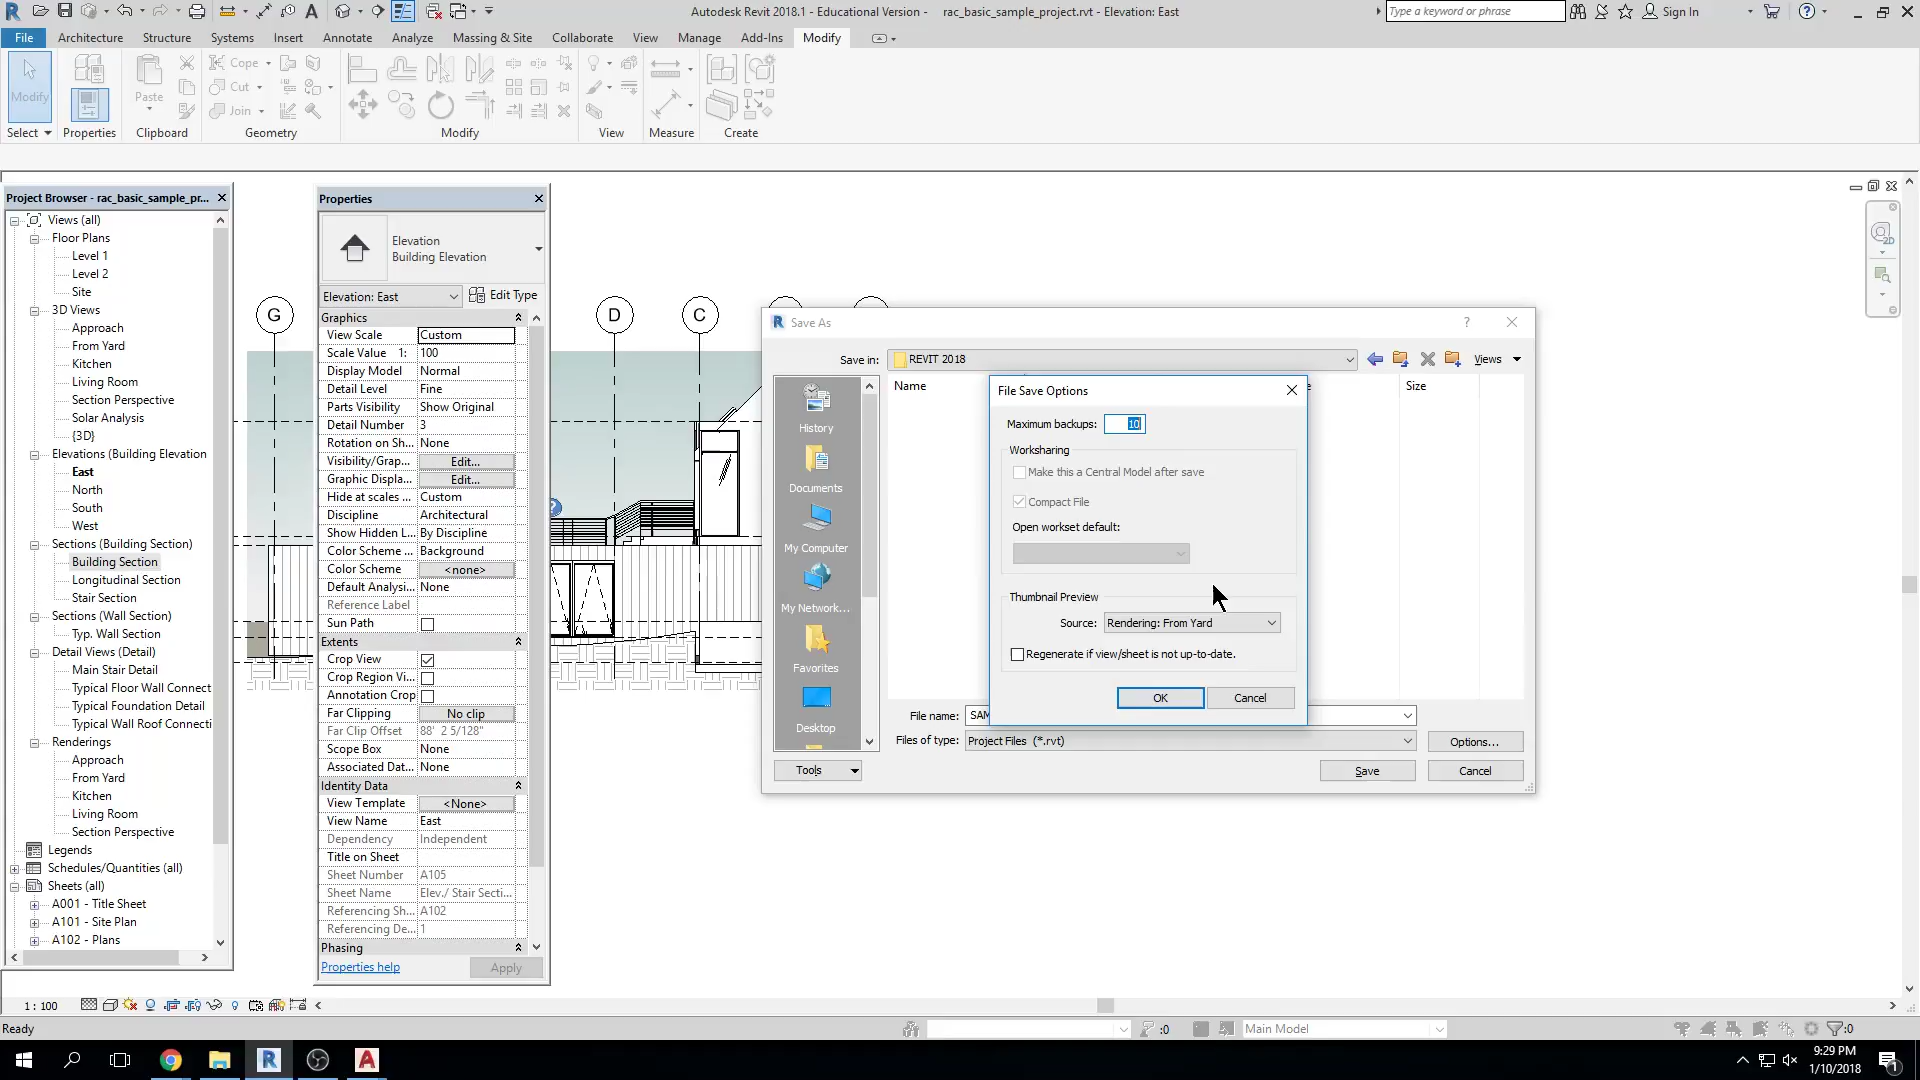 Autodesk Revit 2018.1 - Educational Version - rac_basic_sample_project.rvt - Elevation: East
Type a keyword or phrase
Sign In
File Architecture Structure Systems Insert Annotate Analyze Massing & Site Collaborate View Manage Add-Ins Modify
Modify
Paste
Cope
Cut
Join
Select Properties Clipboard Geometry Modify View Measure Create
Project Browser - rac_basic_sample_pr...
Views (all)
Floor Plans
Level 1
Level 2
Site
3D Views
Approach
From Yard
Kitchen
Living Room
Section Perspective
Solar Analysis
{3D}
Elevations (Building Elevation
East
North
South
West
Sections (Building Section)
Building Section
Longitudinal Section
Stair Section
Sections (Wall Section)
Typ. Wall Section
Detail Views (Detail)
Main Stair Detail
Typical Floor Wall Connect
Typical Foundation Detail
Typical Wall Roof Connecti
Renderings
Approach
From Yard
Kitchen
Living Room
Section Perspective
Legends
Schedules/Quantities (all)
Sheets (all)
A001 - Title Sheet
A101 - Site Plan
A102 - Plans
Properties
Elevation
Building Elevation
Elevation: East Edit Type
Graphics
View Scale Custom
Scale Value 1: 100
Display Model Normal
Detail Level Fine
Parts Visibility Show Original
Detail Number 3
Rotation on Sh... None
Visibility/Grap... Edit...
Graphic Displa... Edit...
Hide at scales ... Custom
Discipline Architectural
Show Hidden L... By Discipline
Color Scheme ... Background
Color Scheme <none>
Default Analysi... None
Reference Label
Sun Path
Extents
Crop View
Crop Region Vi...
Annotation Crop
Far Clipping No clip
Far Clip Offset 88' 2 5/128"
Scope Box None
Associated Dat... None
Identity Data
View Template <None>
View Name East
Dependency Independent
Title on Sheet
Sheet Number A105
Sheet Name Elev./ Stair Secti...
Referencing Sh... A102
Referencing De... 1
Phasing
Properties help Apply
G
D
C
2D
Save As
?
Save in: REVIT 2018 Views
Name Size
History
Documents
My Computer
My Network...
Favorites
Desktop
File name: SAM
Files of type: Project Files (*.rvt)
Options...
Tools Save Cancel
File Save Options
Maximum backups: 10
Worksharing
Make this a Central Model after save
Compact File
Open workset default:
Thumbnail Preview
Source: Rendering: From Yard
Regenerate if view/sheet is not up-to-date.
OK Cancel
1 : 100
Ready
:0
Main Model
:0
9:29 PM
1/10/2018
1